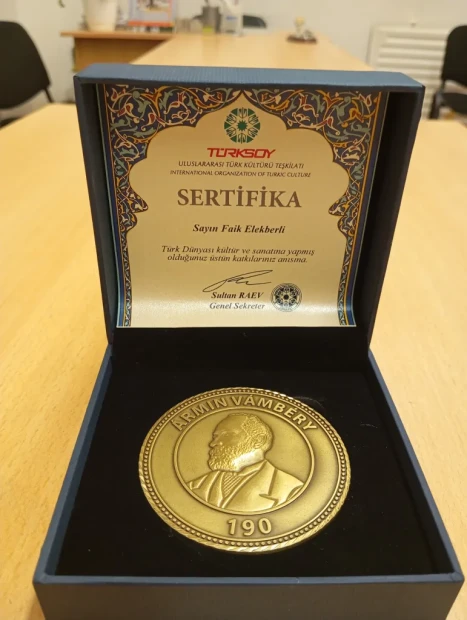 TÜRKSOY
ULUSLARARASI TÜRK KÜLTÜRÜ TEŞKİLATI
INTERNATIONAL ORGANIZATION OF TURKIC CULTURE
SERTİFİKA
Sayın Faik Elekberli
Türk Dünyası kültür ve sanatına yapmış
olduğunuz üstün katkılarınız anısına.
Sultan RAEV
Genel Sekreter
ARMIN VAMBERY
190